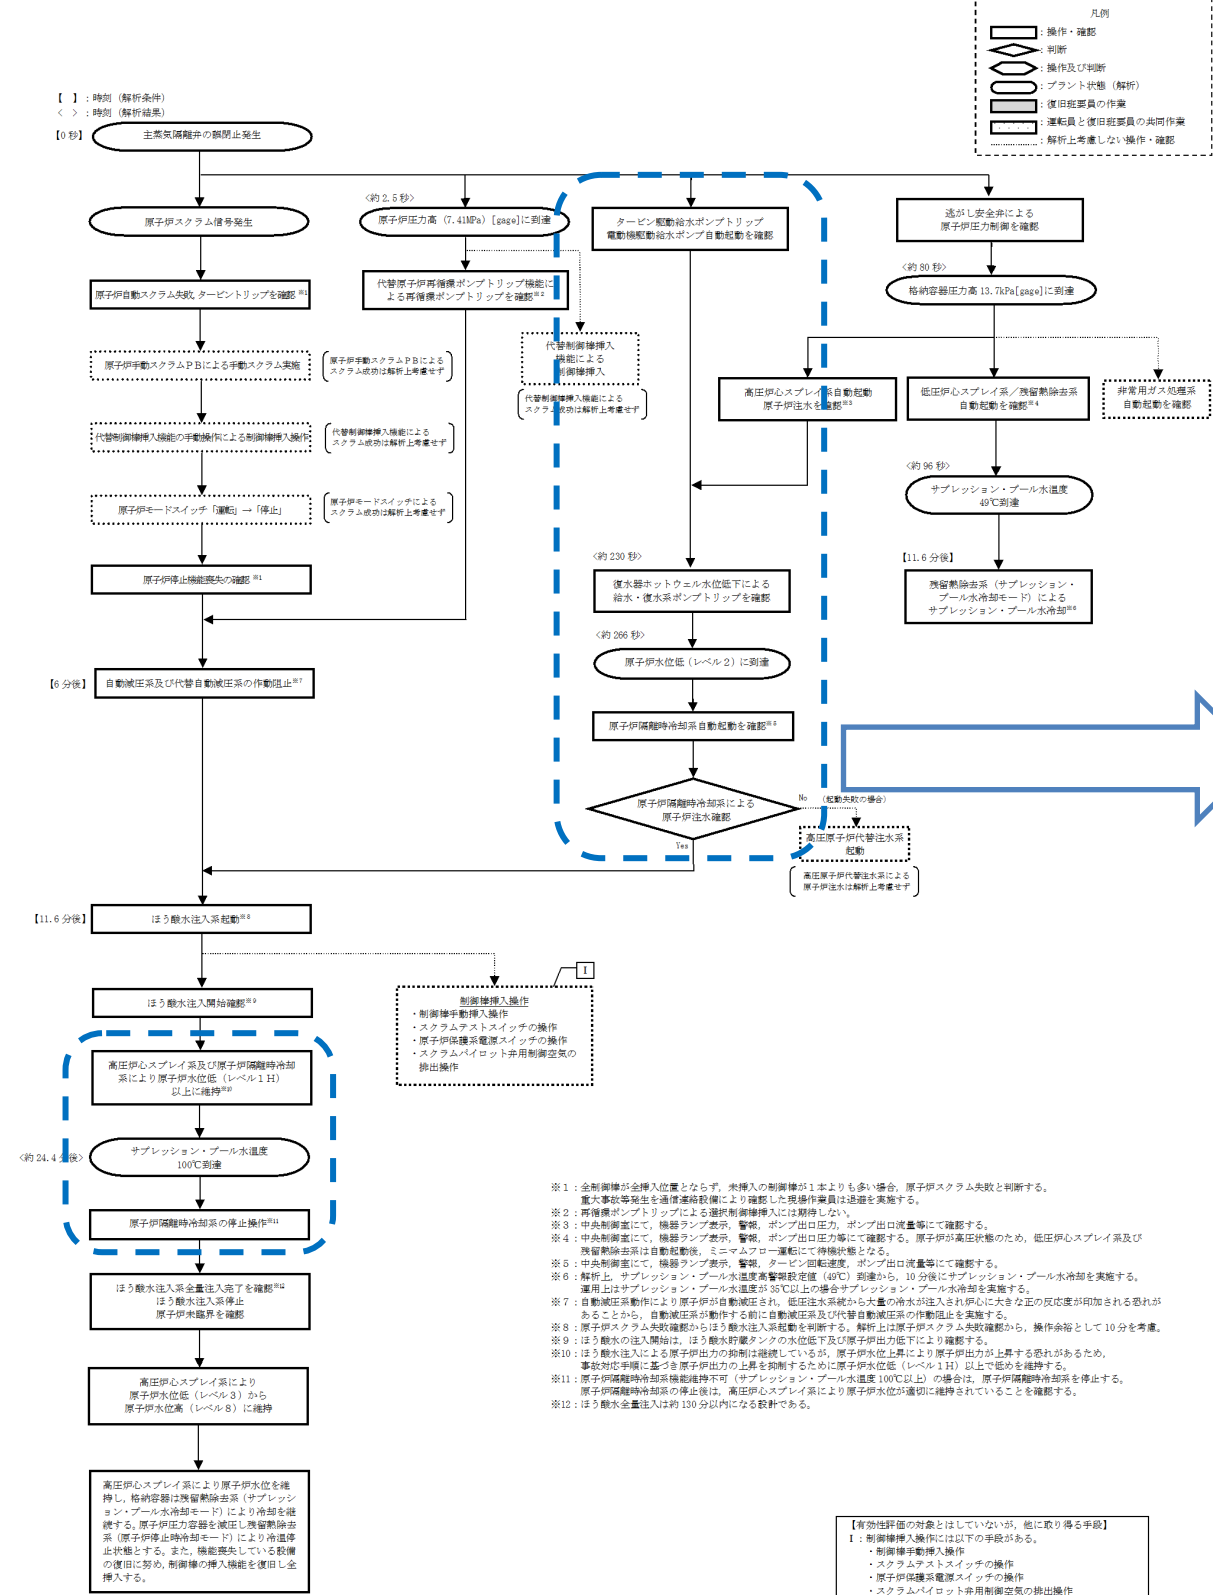 凡例
：操作・確認
：判断
：操作及び判断
：プラント状態（解析）
：復旧班要員の作業
：運転員と復旧班要員の共同作業
：解析上考慮しない操作・確認
【　】：時刻（解析条件）
＜　＞：時刻（解析結果）
【0 秒】
主蒸気隔離弁の誤閉止発生
原子炉スクラム信号発生
原子炉自動スクラム失敗,タービントリップを確認 ※1
原子炉手動スクラムＰＢによる手動スクラム実施
原子炉手動スクラムＰＢによる
スクラム成功は解析上考慮せず
代替制御棒挿入機能の手動操作による制御棒挿入操作
代替制御棒挿入機能による
スクラム成功は解析上考慮せず
原子炉モードスイッチ「運転」→「停止」
原子炉モードスイッチによる
スクラム成功は解析上考慮せず
原子炉停止機能喪失の確認 ※1
＜約 2.5 秒＞
原子炉圧力高（7.41MPa）[gage]に到達
代替原子炉再循環ポンプトリップ機能に
よる再循環ポンプトリップを確認※2
代替制御棒挿入
機能による
制御棒挿入
代替制御棒挿入機能による
スクラム成功は解析上考慮せず
タービン駆動給水ポンプトリップ
電動機駆動給水ポンプ自動起動を確認
逃がし安全弁による
原子炉圧力制御を確認
＜約 80 秒＞
格納容器圧力高 13.7kPa[gage]に到達
高圧炉心スプレイ系自動起動
原子炉注水を確認※3
低圧炉心スプレイ系／残留熱除去系
自動起動を確認※4
非常用ガス処理系
自動起動を確認
＜約 96 秒＞
サプレッション・プール水温度
49℃到達
【11.6 分後】
残留熱除去系（サプレッション・
プール水冷却モード）による
サプレッション・プール水冷却※6
＜約 230 秒＞
復水器ホットウェル水位低下による
給水・復水系ポンプトリップを確認
＜約 266 秒＞
原子炉水位低（レベル２）に到達
原子炉隔離時冷却系自動起動を確認※5
原子炉隔離時冷却系による
原子炉注水確認
No　（起動失敗の場合）
Yes
高圧原子炉代替注水系
起動
高圧原子炉代替注水系による
原子炉注水は解析上考慮せず
【6 分後】
自動減圧系及び代替自動減圧系の作動阻止※7
【11.6 分後】
ほう酸水注入系起動※8
ほう酸水注入開始確認※9
Ｉ
制御棒挿入操作
・制御棒手動挿入操作
・スクラムテストスイッチの操作
・原子炉保護系電源スイッチの操作
・スクラムパイロット弁用制御空気の
排出操作
高圧炉心スプレイ系及び原子炉隔離時冷却
系により原子炉水位低（レベル１Ｈ）
以上に維持※10
＜約 24.4 分後＞
サプレッション・プール水温度
100℃到達
原子炉隔離時冷却系の停止操作※11
ほう酸水注入系全量注入完了を確認※12
ほう酸水注入系停止
原子炉未臨界を確認
高圧炉心スプレイ系により
原子炉水位低（レベル３）から
原子炉水位高（レベル８）に維持
高圧炉心スプレイ系により原子炉水位を維
持し，格納容器は残留熱除去系（サプレッシ
ョン・プール水冷却モード）により冷却を継
続する。原子炉圧力容器を減圧し残留熱除去
系（原子炉停止時冷却モード）により冷温停
止状態とする。また，機能喪失している設備
の復旧に努め，制御棒の挿入機能を復旧し全
挿入する。
※１：全制御棒が全挿入位置とならず，未挿入の制御棒が１本よりも多い場合，原子炉スクラム失敗と判断する。
重大事故等発生を通信連絡設備により確認した現場作業員は退避を実施する。
※２：再循環ポンプトリップによる選択制御棒挿入には期待しない。
※３：中央制御室にて，機器ランプ表示，警報，ポンプ出口圧力，ポンプ出口流量等にて確認する。
※４：中央制御室にて，機器ランプ表示，警報，ポンプ出口圧力等にて確認する。原子炉が高圧状態のため，低圧炉心スプレイ系及び
残留熱除去系は自動起動後，ミニマムフロー運転にて待機状態となる。
※５：中央制御室にて，機器ランプ表示，警報，タービン回転速度，ポンプ出口流量等にて確認する。
※６：解析上，サプレッション・プール水温度高警報設定値（49℃）到達から，10 分後にサプレッション・プール水冷却を実施する。
運用上はサプレッション・プール水温度が 35℃以上の場合サプレッション・プール水冷却を実施する。
※７：自動減圧系動作により原子炉が自動減圧され，低圧注水系統から大量の冷水が注入され炉心に大きな正の反応度が印加される恐れが
あることから，自動減圧系が動作する前に自動減圧系及び代替自動減圧系の作動阻止を実施する。
※８：原子炉スクラム失敗確認からほう酸水注入系起動を判断する。解析上は原子炉スクラム失敗確認から，操作余裕として 10 分を考慮。
※９：ほう酸水の注入開始は，ほう酸水貯蔵タンクの水位低下及び原子炉出力低下により確認する。
※10：ほう酸水注入による原子炉出力の抑制は継続しているが，原子炉水位上昇により原子炉出力が上昇する恐れがあるため，
事故対応手順に基づき原子炉出力の上昇を抑制するために原子炉水位低（レベル１Ｈ）以上で低めを維持する。
※11：原子炉隔離時冷却系機能維持不可（サプレッション・プール水温度 100℃以上）の場合は，原子炉隔離時冷却系を停止する。
原子炉隔離時冷却系の停止後は，高圧炉心スプレイ系により原子炉水位が適切に維持されていることを確認する。
※12：ほう酸水全量注入は約 130 分以内になる設計である。
【有効性評価の対象とはしていないが，他に取り得る手段】
Ｉ：制御棒挿入操作には以下の手段がある。
・制御棒手動挿入操作
・スクラムテストスイッチの操作
・原子炉保護系電源スイッチの操作
・スクラムパイロット弁用制御空気の排出操作